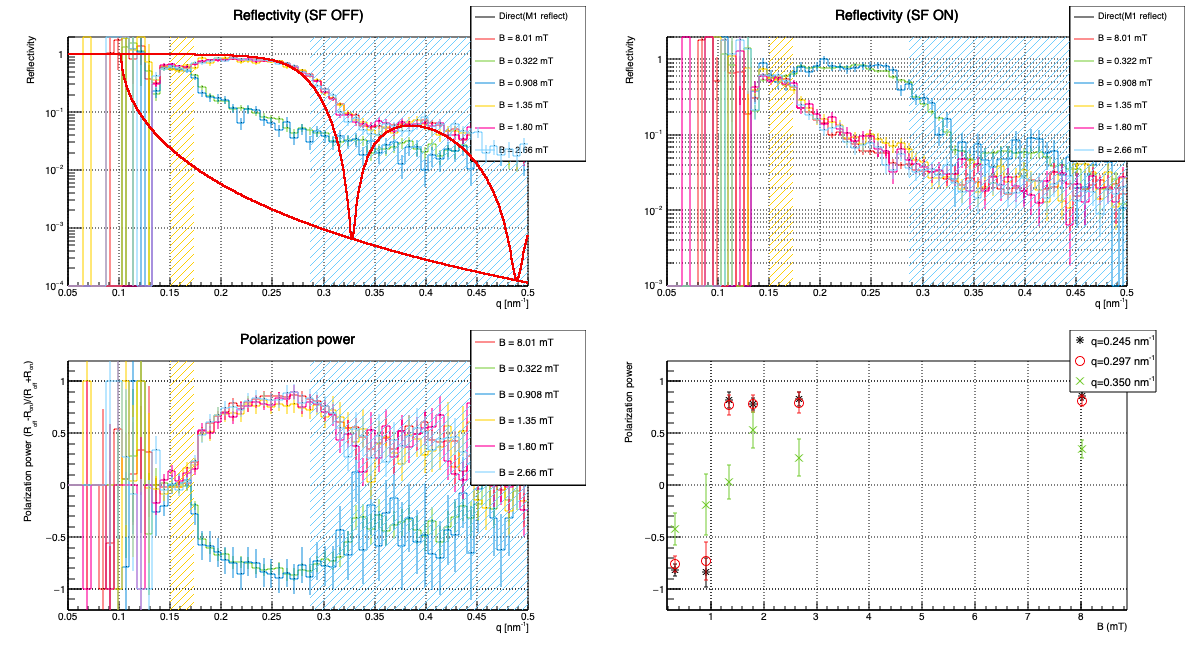 Reflectivity (SF OFF)
Reflectivity
Direct(M1 reflect)
B = 8.01 mT
B = 0.322 mT
B = 0.908 mT
B = 1.35 mT
B = 1.80 mT
B = 2.66 mT
1
10⁻¹
10⁻²
10⁻³
10⁻⁴
0.05 0.1 0.15 0.2 0.25 0.3 0.35 0.4 0.45 0.5
q [nm⁻¹]
Reflectivity (SF ON)
Reflectivity
Direct(M1 reflect)
B = 8.01 mT
B = 0.322 mT
B = 0.908 mT
B = 1.35 mT
B = 1.80 mT
B = 2.66 mT
1
10⁻¹
10⁻²
10⁻³
0.05 0.1 0.15 0.2 0.25 0.3 0.35 0.4 0.45 0.5
q [nm⁻¹]
Polarization power
Polarization power (R_off-R_on)/(R_off+R_on)
B = 8.01 mT
B = 0.322 mT
B = 0.908 mT
B = 1.35 mT
B = 1.80 mT
B = 2.66 mT
1
0.5
0
−0.5
−1
0.05 0.1 0.15 0.2 0.25 0.3 0.35 0.4 0.45 0.5
q [nm⁻¹]
Polarization power
q=0.245 nm⁻¹
q=0.297 nm⁻¹
q=0.350 nm⁻¹
1
0.5
0
−0.5
−1
1 2 3 4 5 6 7 8
B (mT)